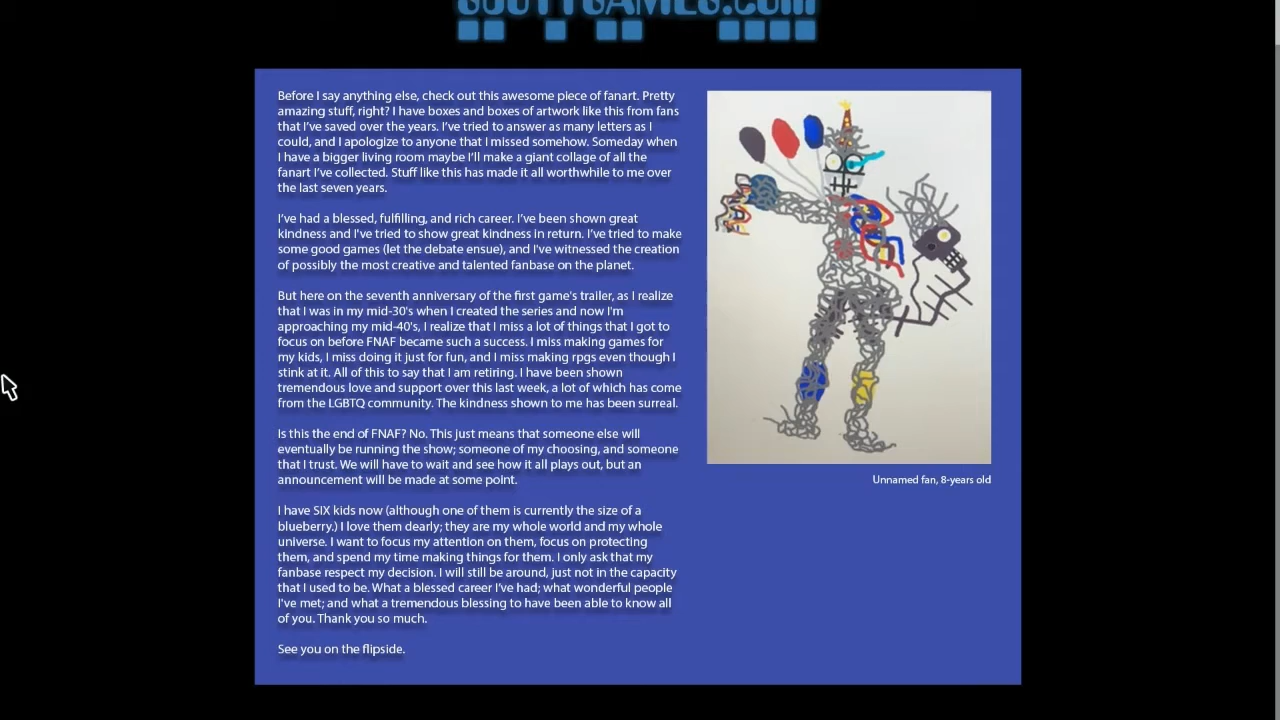 SCOTTGAMES.COM
Before I say anything else, check out this awesome piece of fanart. Pretty
amazing stuff, right? I have boxes and boxes of artwork like this from fans
that I've saved over the years. I've tried to answer as many letters as I
could, and I apologize to anyone that I missed somehow. Someday when
I have a bigger living room maybe I'll make a giant collage of all the
fanart I've collected. Stuff like this has made it all worthwhile to me over
the last seven years.
I've had a blessed, fulfilling, and rich career. I've been shown great
kindness and I've tried to show great kindness in return. I've tried to make
some good games (let the debate ensue), and I've witnessed the creation
of possibly the most creative and talented fanbase on the planet.
But here on the seventh anniversary of the first game's trailer, as I realize
that I was in my mid-30's when I created the series and now I'm
approaching my mid-40's, I realize that I miss a lot of things that I got to
focus on before FNAF became such a success. I miss making games for
my kids, I miss doing it just for fun, and I miss making rpgs even though I
stink at it. All of this to say that I am retiring. I have been shown
tremendous love and support over this last week, a lot of which has come
from the LGBTQ community. The kindness shown to me has been surreal.
Is this the end of FNAF? No. This just means that someone else will
eventually be running the show; someone of my choosing, and someone
that I trust. We will have to wait and see how it all plays out, but an
announcement will be made at some point.
I have SIX kids now (although one of them is currently the size of a
blueberry.) I love them dearly; they are my whole world and my whole
universe. I want to focus my attention on them, focus on protecting
them, and spend my time making things for them. I only ask that my
fanbase respect my decision. I will still be around, just not in the capacity
that I used to be. What a blessed career I've had; what wonderful people
I've met; and what a tremendous blessing to have been able to know all
of you. Thank you so much.
See you on the flipside.
Unnamed fan, 8-years old